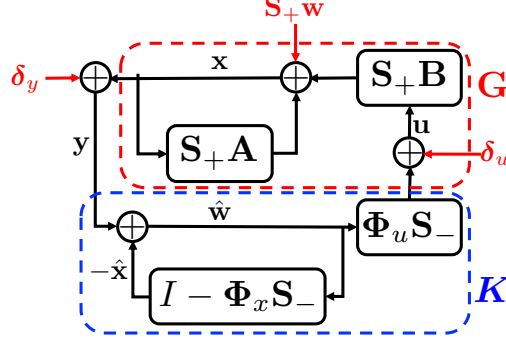 S₊w
δ_y
x
S₊B
G
y
S₊A
u
δ_u
ŵ
Φ_uS₋
−x̂
I − Φ_xS₋
K